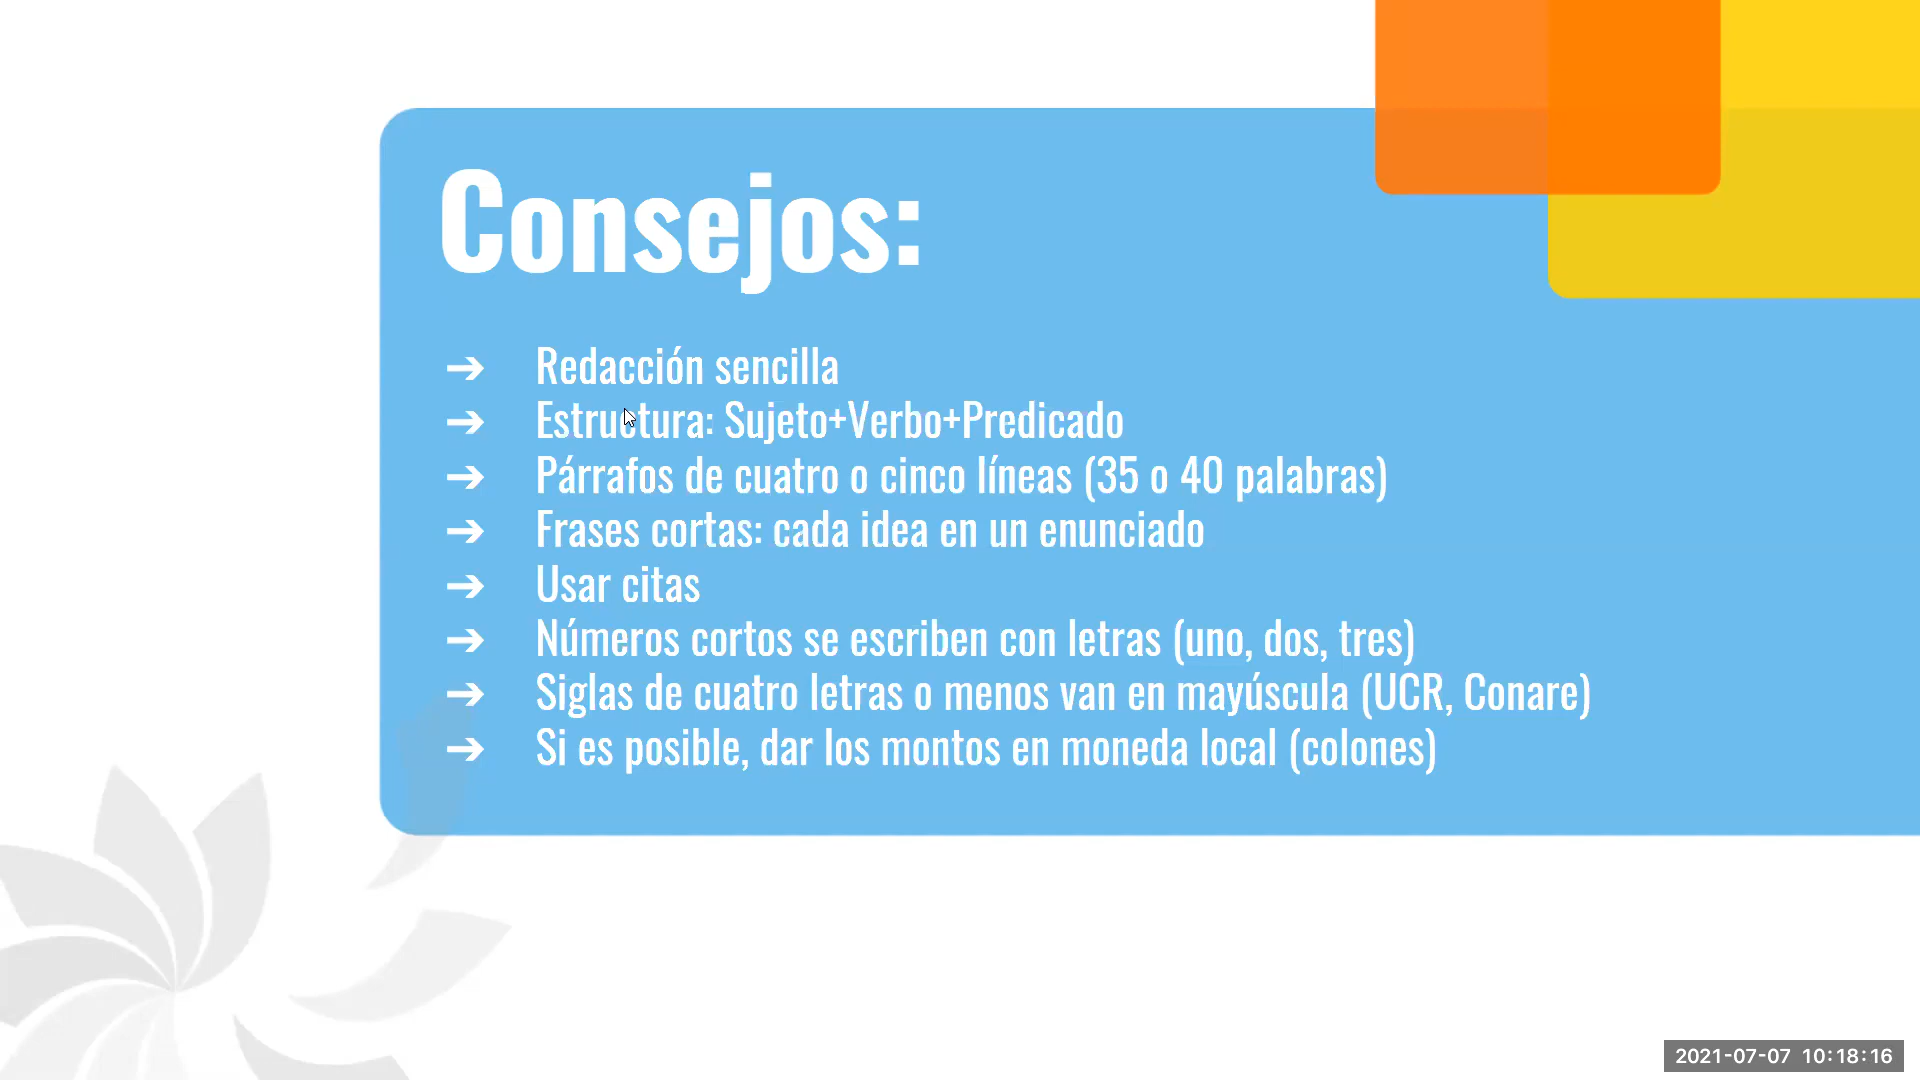 Consejos:
➔ Redacción sencilla
➔ Estructura: Sujeto+Verbo+Predicado
➔ Párrafos de cuatro o cinco líneas (35 o 40 palabras)
➔ Frases cortas: cada idea en un enunciado
➔ Usar citas
➔ Números cortos se escriben con letras (uno, dos, tres)
➔ Siglas de cuatro letras o menos van en mayúscula (UCR, Conare)
➔ Si es posible, dar los montos en moneda local (colones)
2021-07-07 10:18:16